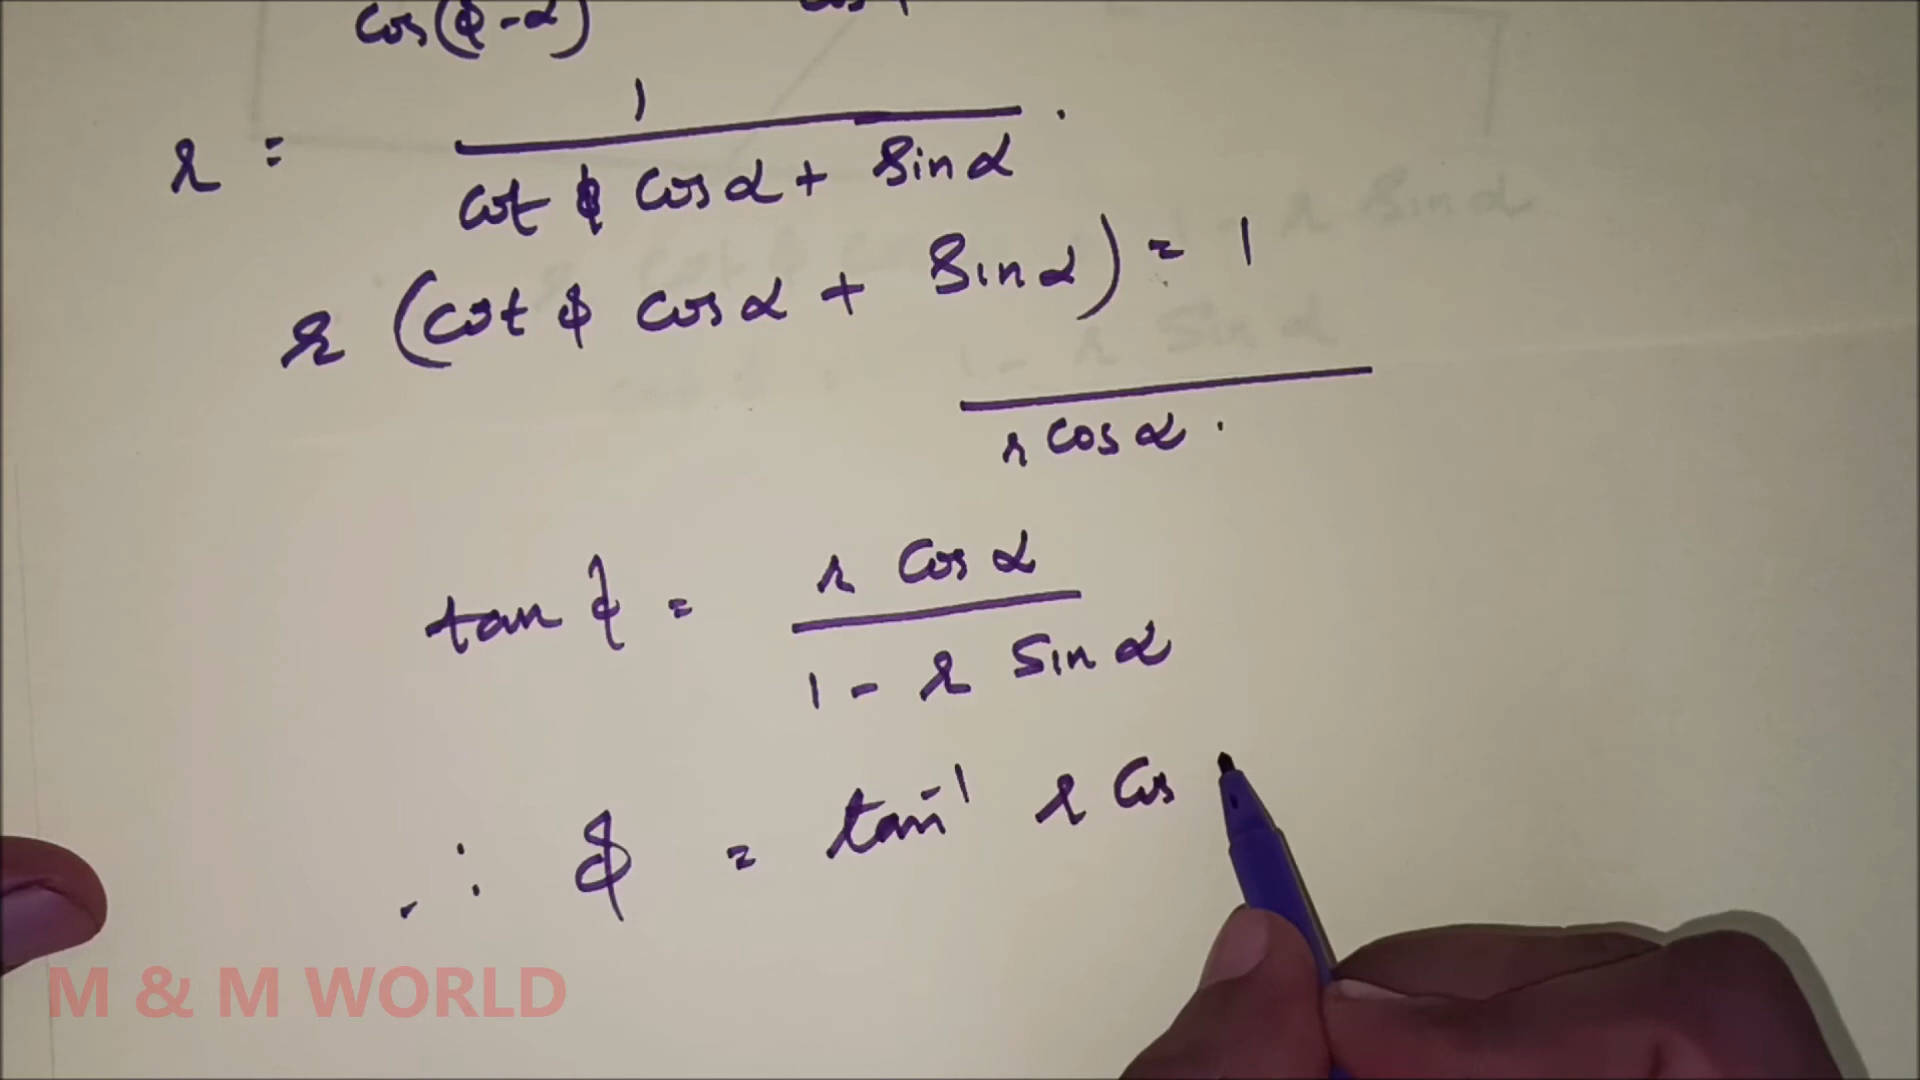 cos(ϕ-α)
r = 1 / cot ϕ cos α + sin α .
r (cot ϕ cos α + sin α) = 1
r cos α .
tan ϕ = r cos α / 1 - r sin α
∴ ϕ = tan⁻¹ r cos
M & M WORLD